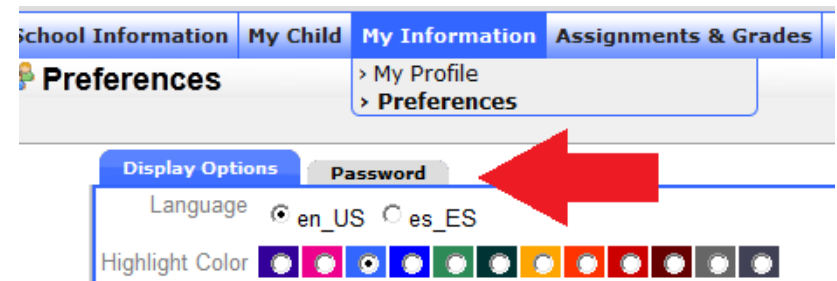 School Information My Child My Information Assignments & Grades
Preferences
› My Profile
› Preferences
Display Options Password
Language en_US es_ES
Highlight Color